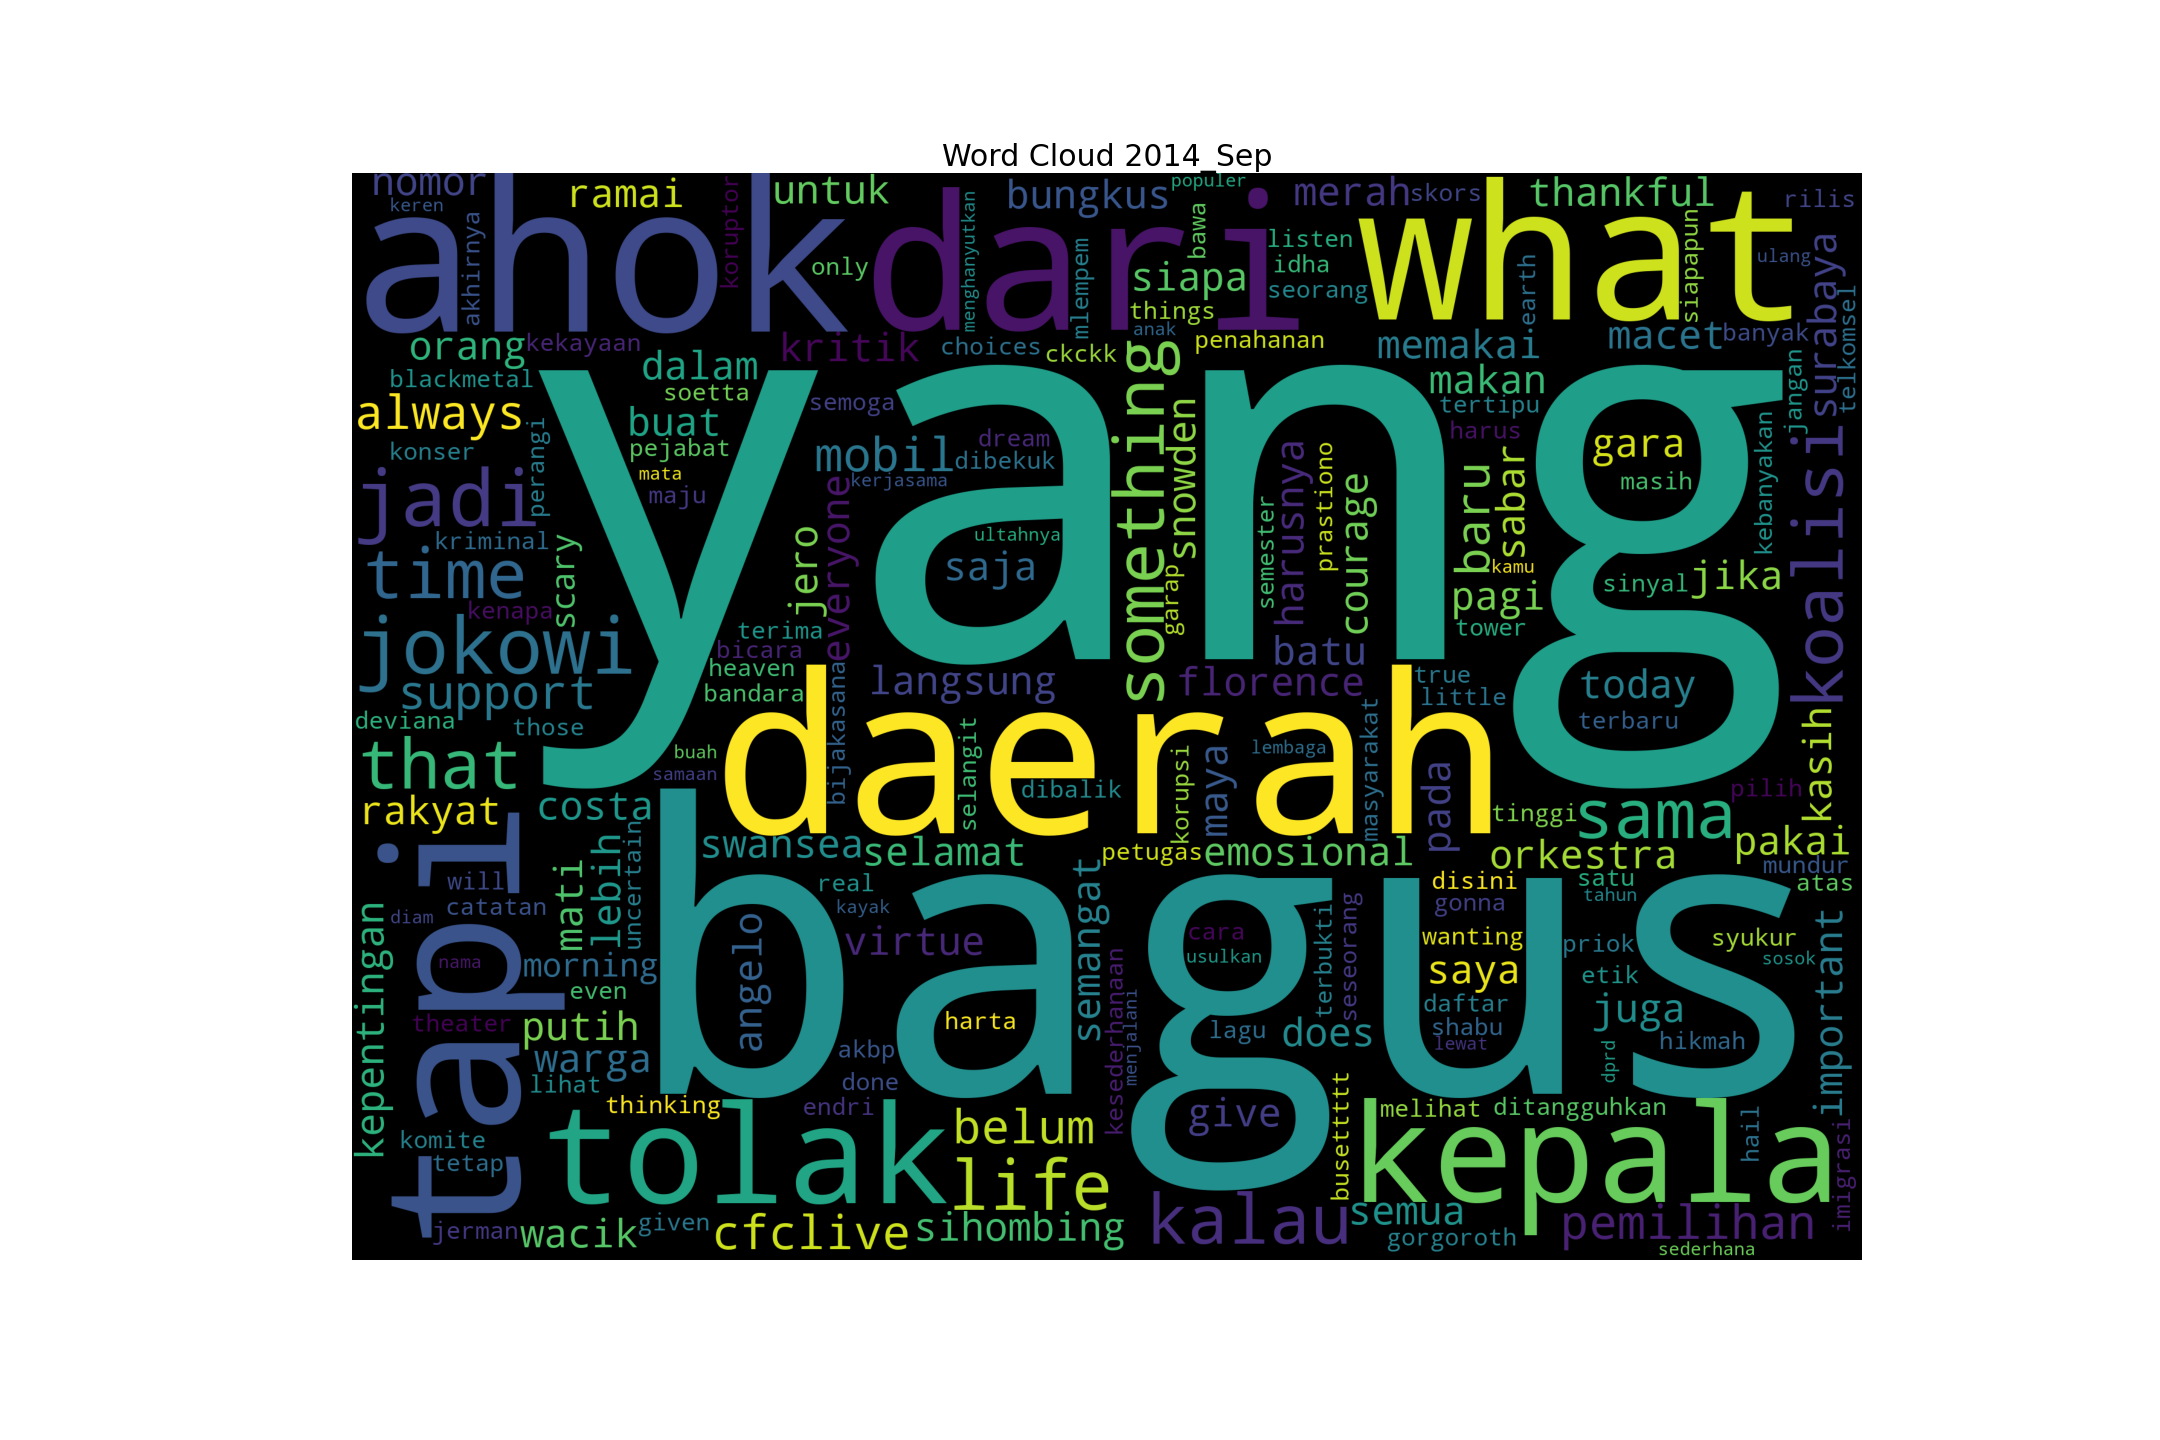 Word Cloud 2014_Sep
nomor
keren
ramai
koruptor
untuk
akhirnya
ahok
only
dari
menghanyutkan
mlempem
bungkus
populer
bawa
siapa
things
anak
listen
idha
seorang
merah
skors
thankful
rilis
what
earth
siapapun
ulang
surabaya
telkomsel
orang
kekayaan
dalam
soetta
kritik
choices
ckckk
penahanan
memakai
macet
banyak
blackmetal
always
konser
perangi
buat
pejabat
mata
maju
semoga
mobil
dream
dibekuk
kerjasama
something
snowden
makan
tertipu
harus
gara
masih
jangan
kebanyakan
koalisi
yang
jadi
kriminal
time
kenapa
scary
jero
everyone
ultahnya
saja
garap
semester
harusnya
prastiono
courage
baru
sabar
kamu
pagi
tower
sinyal
jika
jokowi
support
terima
bicara
heaven
bandara
bijakasana
langsung
florence
batu
true
little
today
terbaru
deviana
those
that
buah
samaan
daerah
selangit
dibalik
korupsi
maya
lembaga
masyarakat
pada
pilih
kasih
rakyat
costa
swansea
selamat
petugas
emosional
tinggi
sama
orkestra
pakai
mundur
tapi
will
catatan
diam
nama
theater
kepentingan
mati
lebih
uncertain
real
kayak
virtue
angelo
harta
semangat
bagus
cara
usulkan
terbukti
seseorang
disini
gonna
wanting
saya
daftar
shabu
lewat
satu
tahun
priok
etik
juga
atas
syukur
sosok
hikmah
important
morning
even
putih
warga
lihat
thinking
akbp
done
endri
kesederhanaan
menjalani
lagu
does
give
dprd
komite
tetap
tolak
belum
life
busettttt
melihat
ditangguhkan
kepala
hail
imigrasi
jerman
wacik
given
cfclive
sihombing
kalau
semua
gorgoroth
pemilihan
sederhana